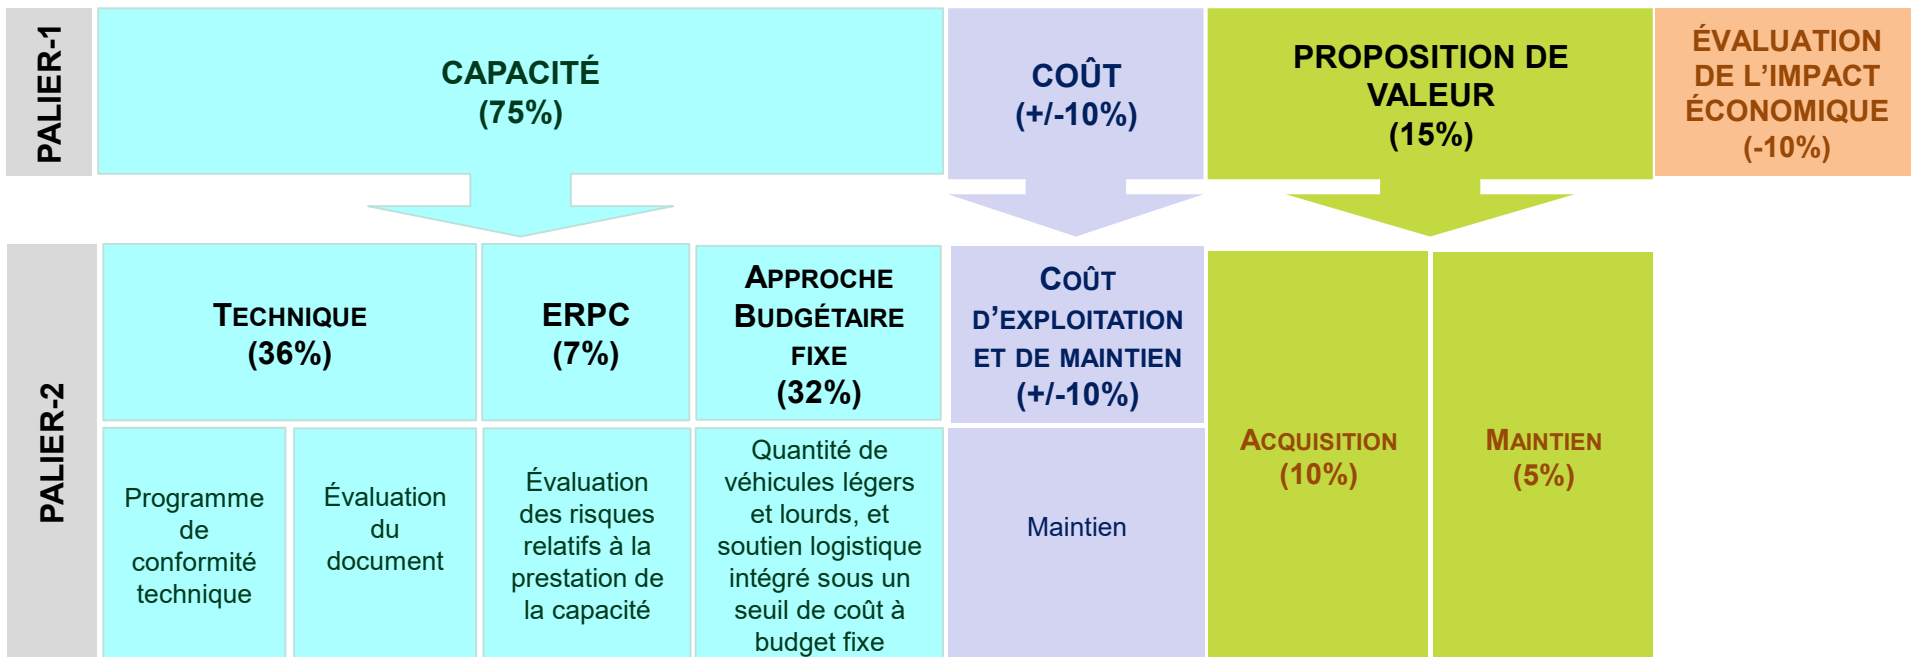 PALIER-1
CAPACITÉ
(75%)
COÛT
(+/-10%)
PROPOSITION DE
VALEUR
(15%)
ÉVALUATION
DE L’IMPACT
ÉCONOMIQUE
(-10%)
PALIER-2
TECHNIQUE
(36%)
ERPC
(7%)
APPROCHE
BUDGÉTAIRE
FIXE
(32%)
COÛT
D’EXPLOITATION
ET DE MAINTIEN
(+/-10%)
Programme
de
conformité
technique
Évaluation
du
document
Évaluation
des risques
relatifs à la
prestation de
la capacité
Quantité de
véhicules légers
et lourds, et
soutien logistique
intégré sous un
seuil de coût à
budget fixe
Maintien
ACQUISITION
(10%)
MAINTIEN
(5%)